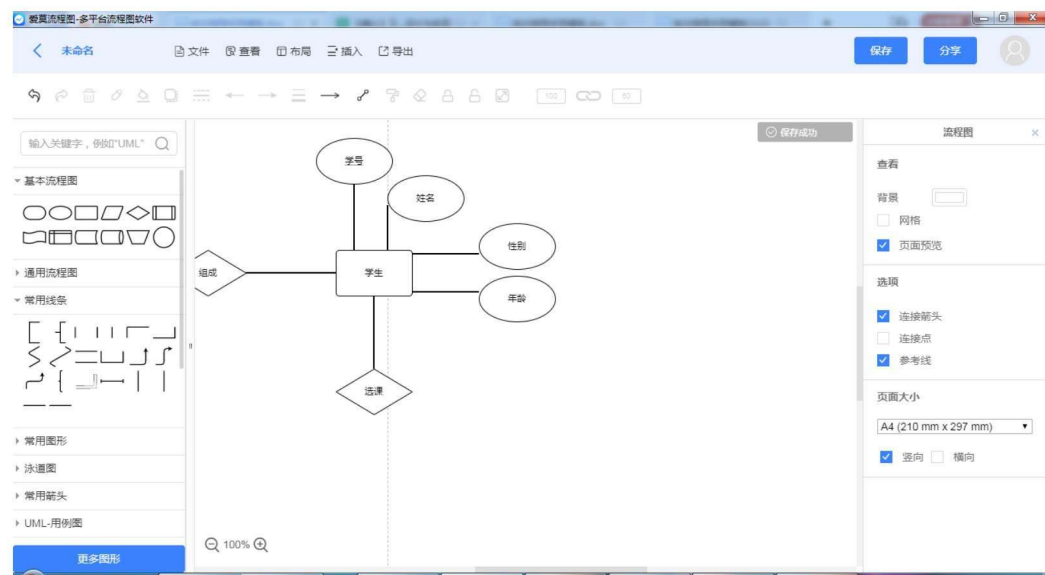 爱莫流程图-多平台流程图软件
未命名
文件 查看 布局 插入 导出
保存 分享
输入关键字，例如"UML"
基本流程图
通用流程图
常用线条
常用图形
泳道图
常用箭头
UML-用例图
更多图形
学号
姓名
性别
组成
学生
年龄
选课
100%
保存成功
流程图
查看
背景
网格
页面预览
选项
连接箭头
连接点
参考线
页面大小
A4 (210 mm x 297 mm)
竖向 横向